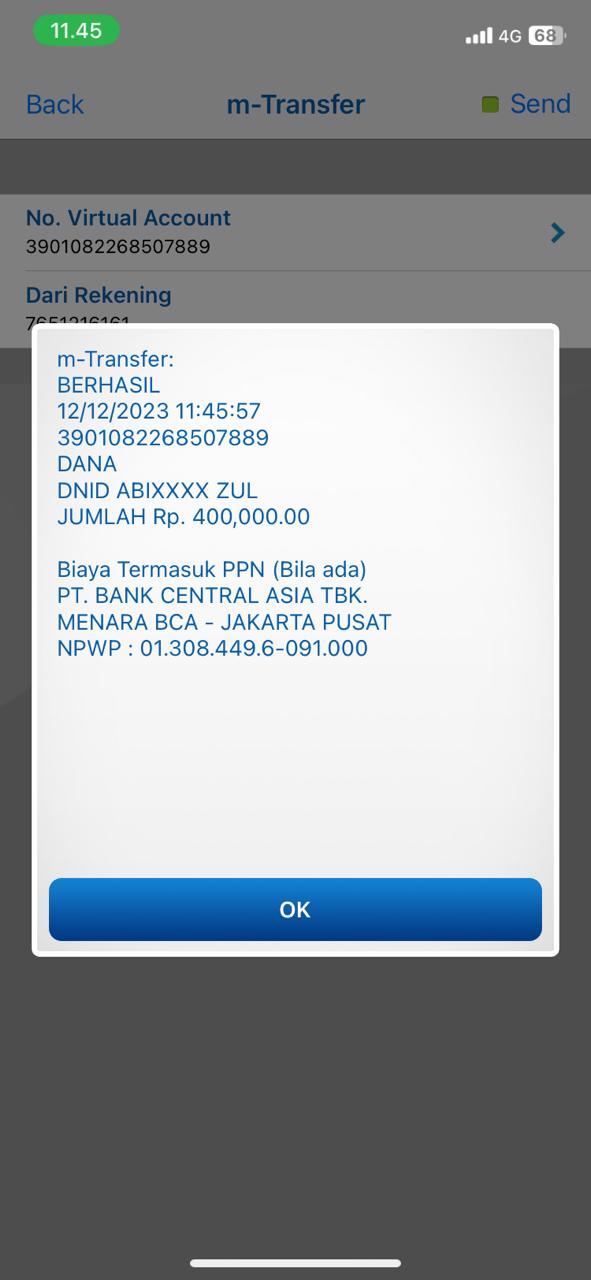 11.45
4G 68
Back m-Transfer Send
No. Virtual Account
3901082268507889
Dari Rekening
7651216161
m-Transfer:
BERHASIL
12/12/2023 11:45:57
3901082268507889
DANA
DNID ABIXXXX ZUL
JUMLAH Rp. 400,000.00
Biaya Termasuk PPN (Bila ada)
PT. BANK CENTRAL ASIA TBK.
MENARA BCA - JAKARTA PUSAT
NPWP : 01.308.449.6-091.000
OK